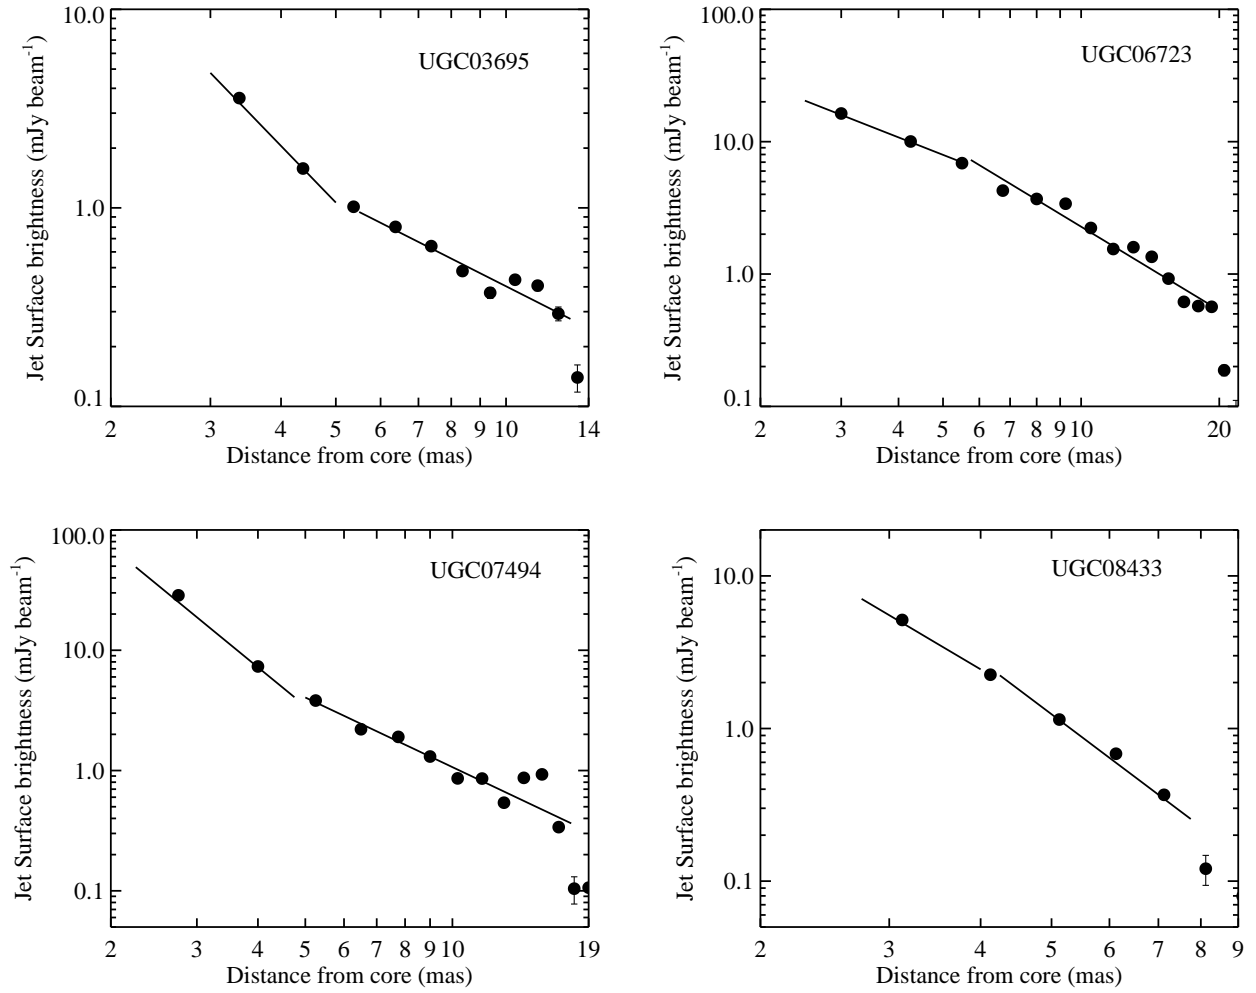 UGC03695
Jet Surface brightness (mJy beam⁻¹)
10.0
1.0
0.1
2 3 4 5 6 7 8 9 10 14
Distance from core (mas)
UGC06723
Jet Surface brightness (mJy beam⁻¹)
100.0
10.0
1.0
0.1
2 3 4 5 6 7 8 9 10 20
Distance from core (mas)
UGC07494
Jet Surface brightness (mJy beam⁻¹)
100.0
10.0
1.0
0.1
2 3 4 5 6 7 8 9 10 19
Distance from core (mas)
UGC08433
Jet Surface brightness (mJy beam⁻¹)
10.0
1.0
0.1
2 3 4 5 6 7 8 9
Distance from core (mas)